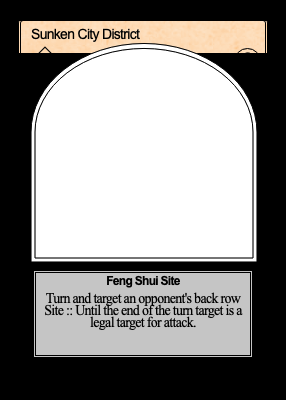 Sunken City District
Feng Shui Site
Turn and target an opponent's back row
Site :: Until the end of the turn target is a
legal target for attack.